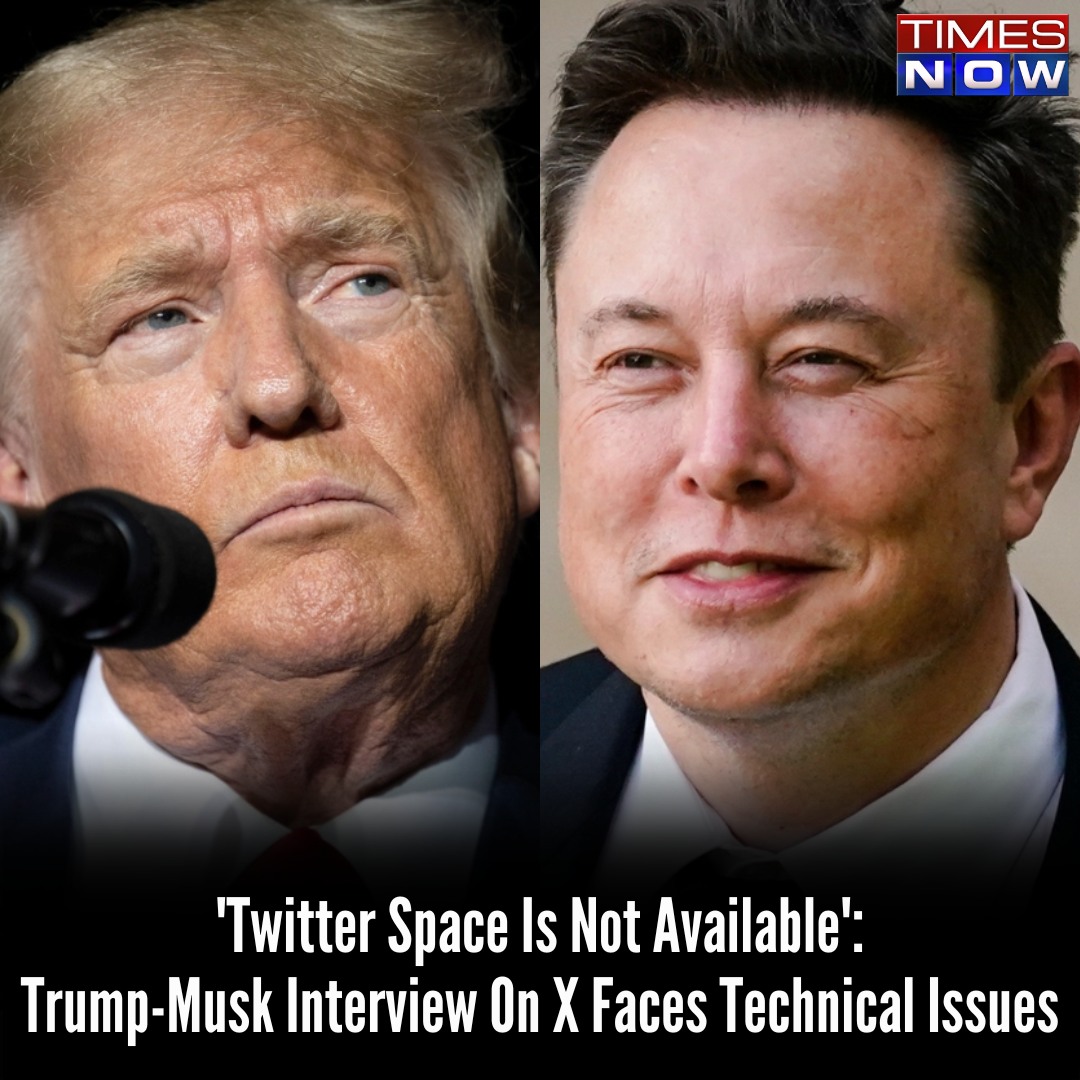 TIMES
NOW
'Twitter Space Is Not Available':
Trump-Musk Interview On X Faces Technical Issues